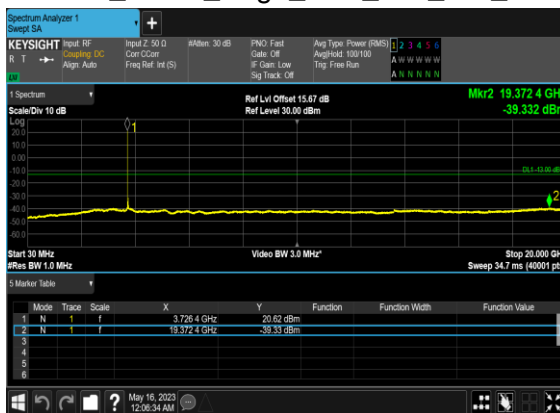 Spectrum Analyzer 1
Swept SA
KEYSIGHT Input: RF Input Z: 50 Ω #Atten: 30 dB PNO: Fast Avg Type: Power (RMS) 1 2 3 4 5 6
R T Coupling: DC Corr CCorr Gate: Off Avg|Hold: 100/100 A W W W W W
Align: Auto Freq Ref: Int (S) IF Gain: Low Trig: Free Run A N N N N N
Sig Track: Off
LXI
1 Spectrum Ref Lvl Offset 15.67 dB Mkr2 19.372 4 GH
Scale/Div 10 dB Ref Level 30.00 dBm -39.332 dBr
Log
1
20.0
10.0
0.00
-10.0 DL1 -13.00 dB
-20.0
-30.0 2
-40.0
-50.0
-60.0
Start 30 MHz Video BW 3.0 MHz* Stop 20.000 GH
#Res BW 1.0 MHz Sweep 34.7 ms (40001 pt
5 Marker Table
Mode Trace Scale X Y Function Function Width Function Value
1 N 1 f 3.726 4 GHz 20.62 dBm
2 N 1 f 19.372 4 GHz -39.33 dBm
3
4
5
6
? May 16, 2023
12:06:34 AM